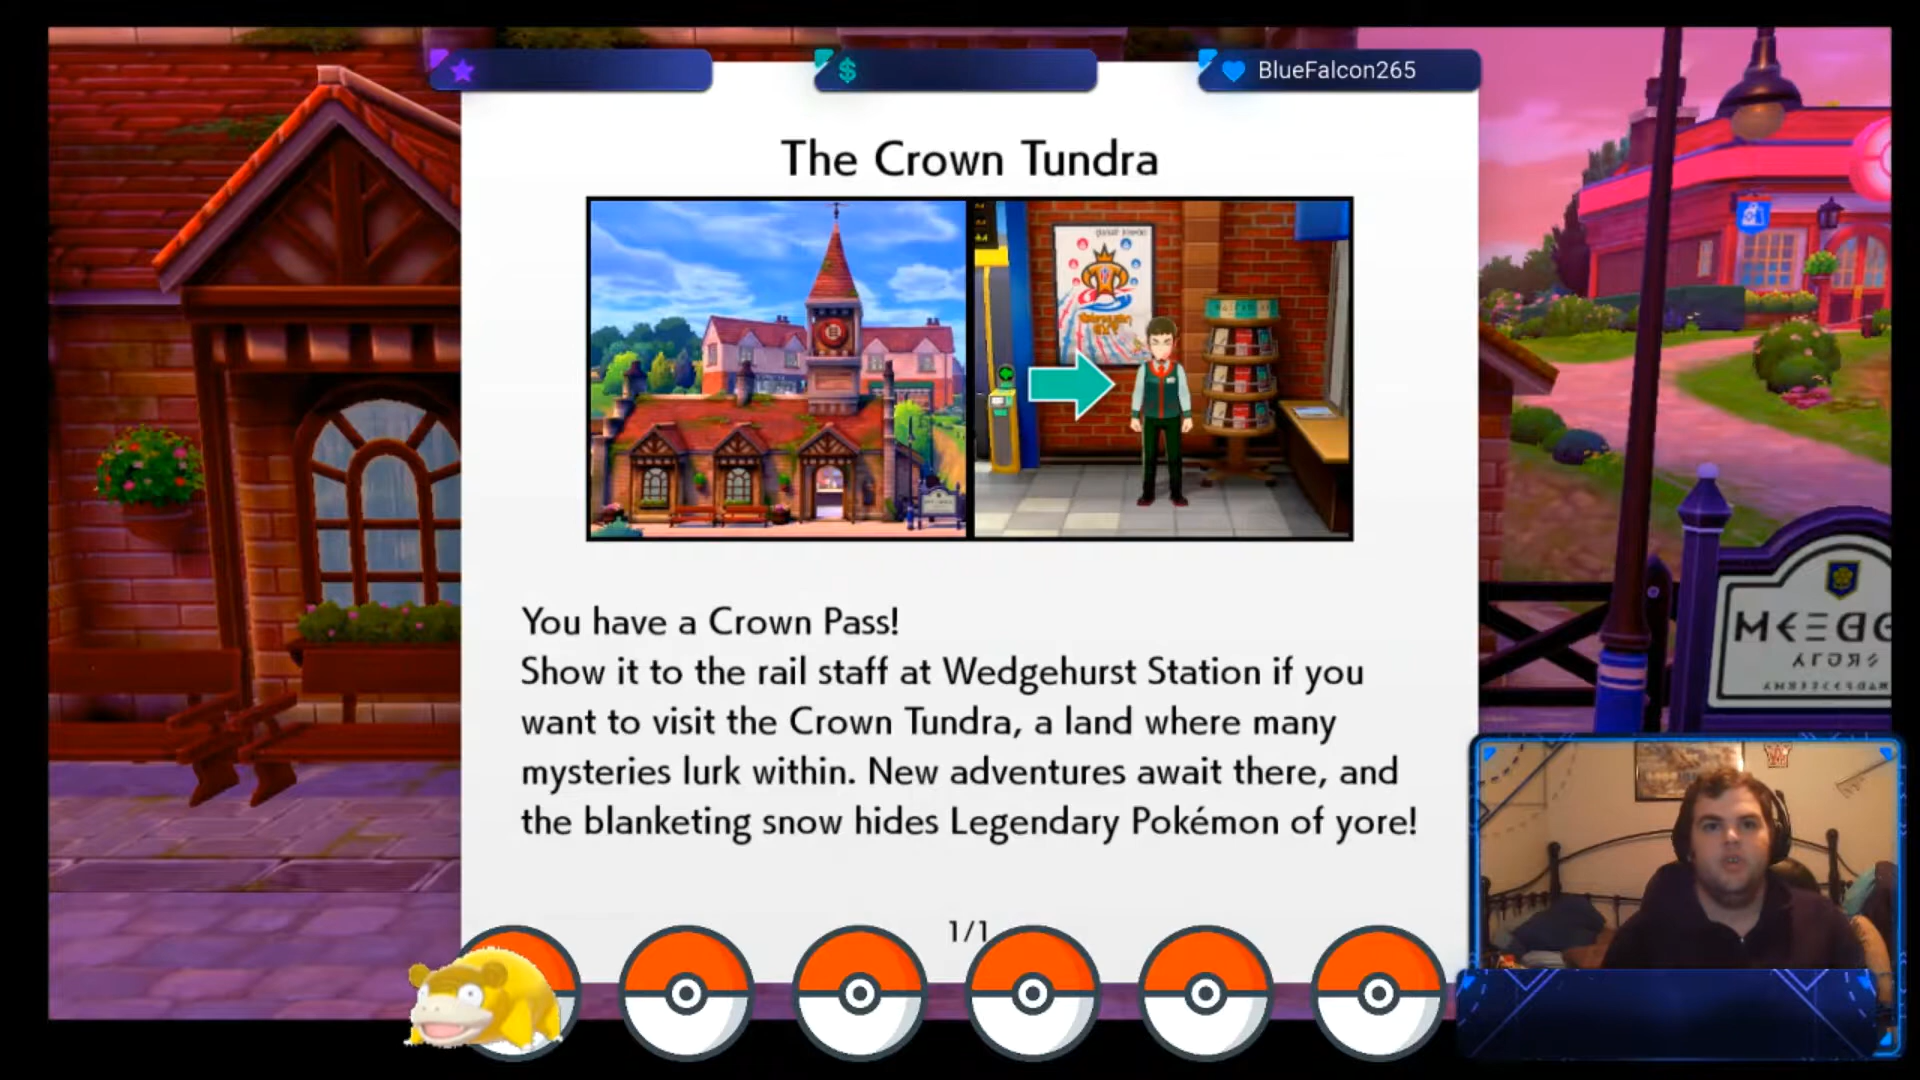 BlueFalcon265
The Crown Tundra
You have a Crown Pass!
Show it to the rail staff at Wedgehurst Station if you
want to visit the Crown Tundra, a land where many
mysteries lurk within. New adventures await there, and
the blanketing snow hides Legendary Pokémon of yore!
1/1